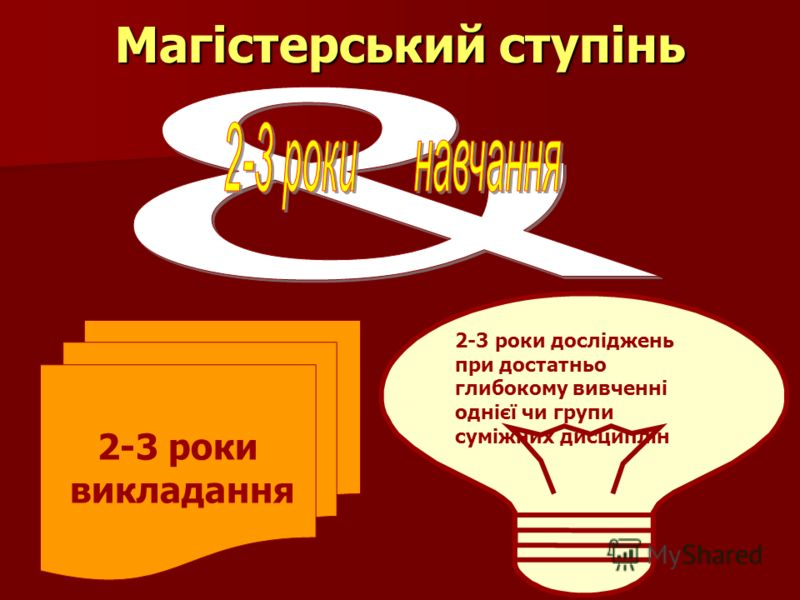 Магістерський ступінь
&
2-3 роки навчання
2-3 роки
викладання
2-3 роки досліджень
при достатньо
глибокому вивченні
однієї чи групи
суміжних дисциплін
MyShared